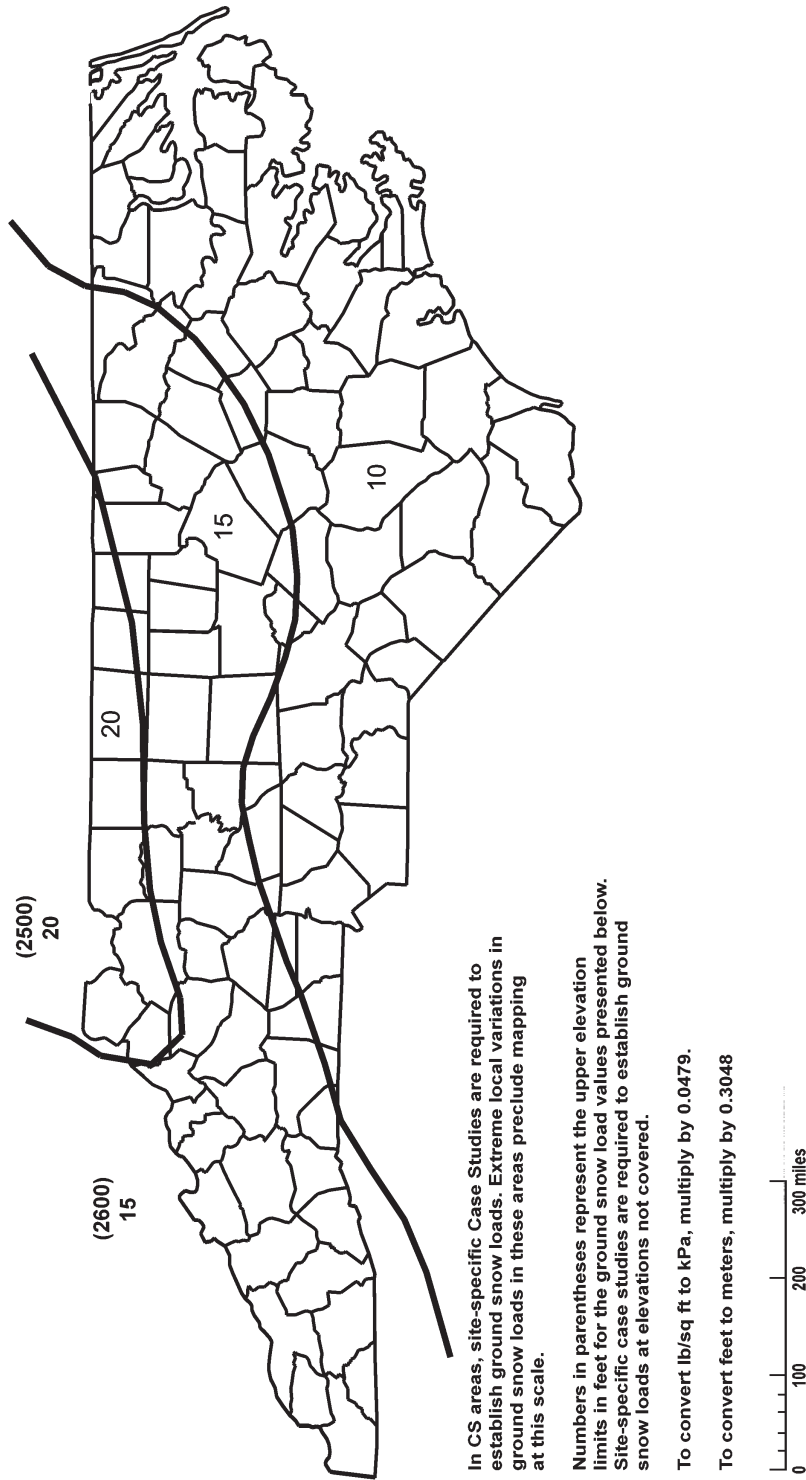 (2600)
15
(2500)
20
20
15
10
In CS areas, site-specific Case Studies are required to
establish ground snow loads. Extreme local variations in
ground snow loads in these areas preclude mapping
at this scale.
Numbers in parentheses represent the upper elevation
limits in feet for the ground snow load values presented below.
Site-specific case studies are required to establish ground
snow loads at elevations not covered.
To convert lb/sq ft to kPa, multiply by 0.0479.
To convert feet to meters, multiply by 0.3048
0 100 200 300 miles